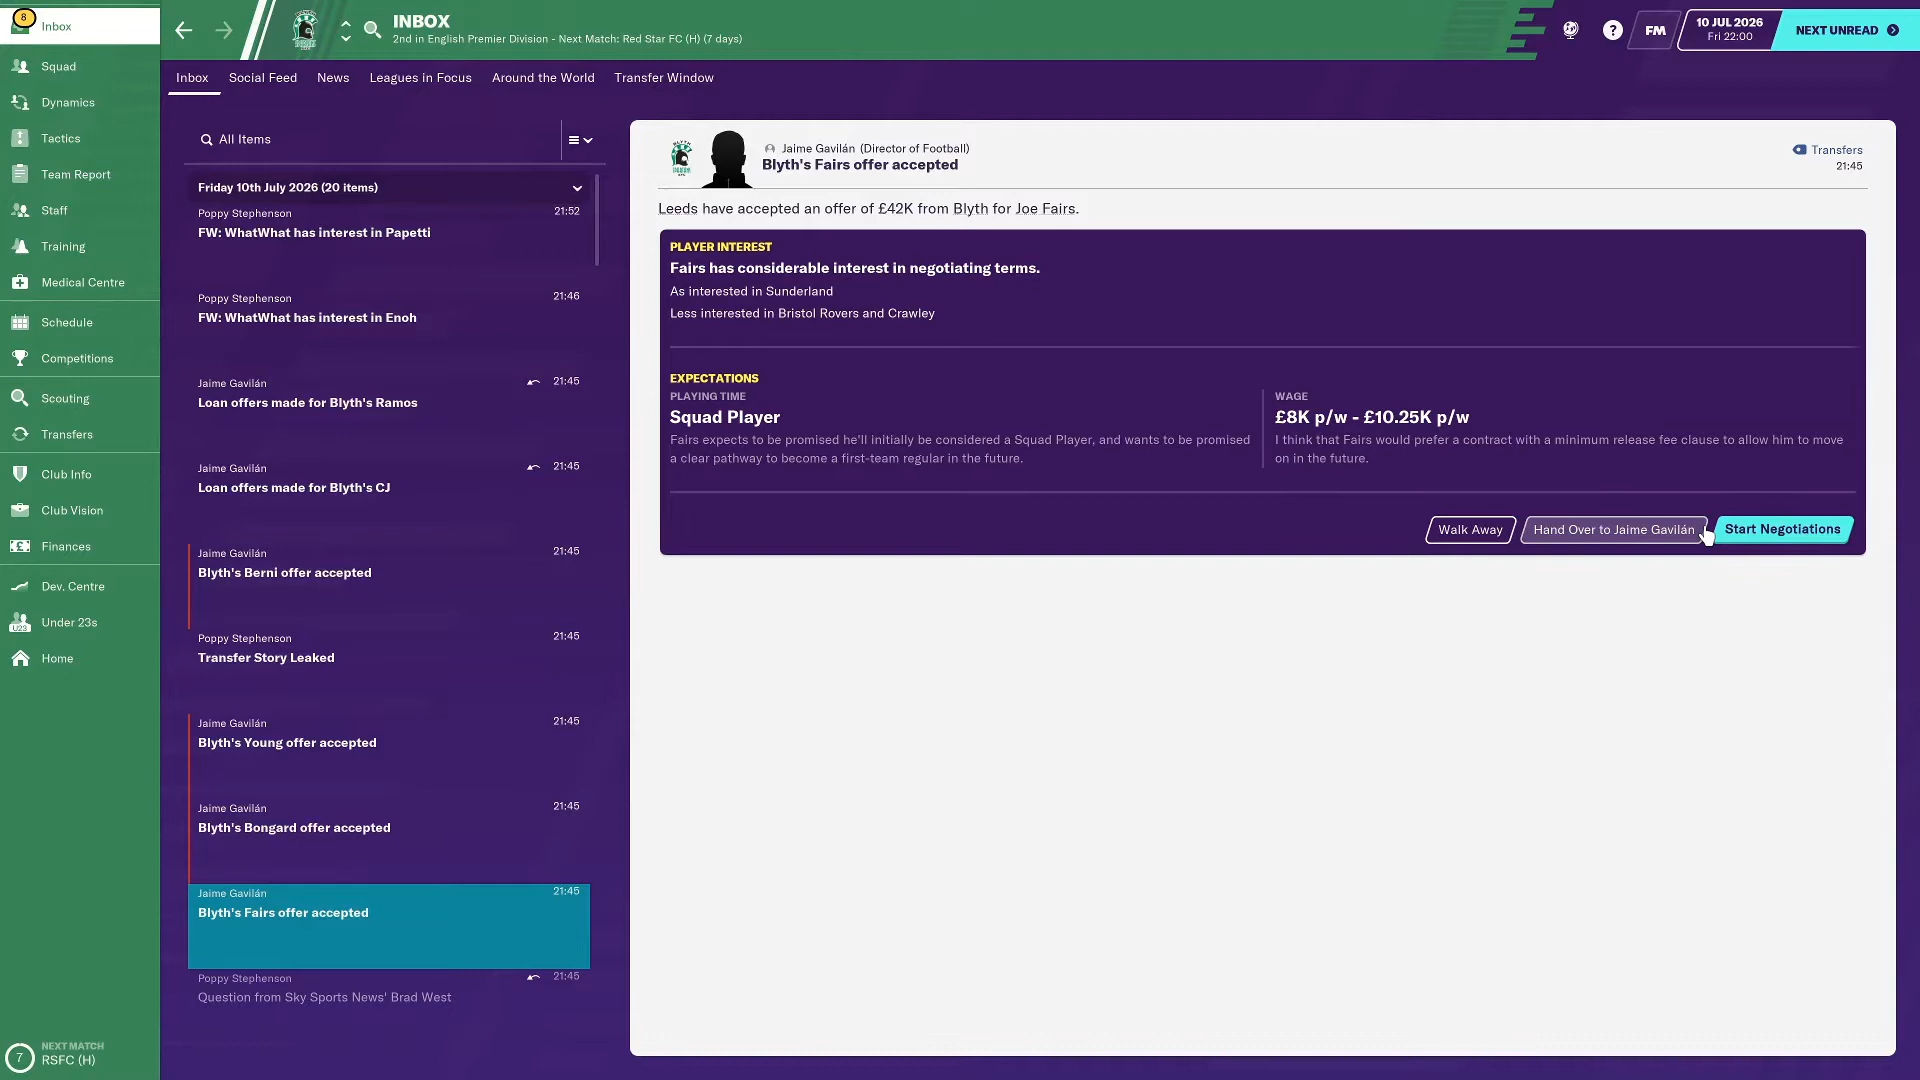 8
Inbox
Squad
Dynamics
Tactics
Team Report
Staff
Training
Medical Centre
Schedule
Competitions
Scouting
Transfers
Club Info
Club Vision
Finances
Dev. Centre
U23
Under 23s
Home
7
NEXT MATCH
RSFC (H)
INBOX
2nd in English Premier Division - Next Match: Red Star FC (H) (7 days)
?
FM
10 JUL 2026
Fri 22:00
NEXT UNREAD
Inbox
Social Feed
News
Leagues in Focus
Around the World
Transfer Window
All Items
Friday 10th July 2026 (20 items)
Poppy Stephenson 21:52
FW: WhatWhat has interest in Papetti
Poppy Stephenson 21:46
FW: WhatWhat has interest in Enoh
Jaime Gavilán 21:45
Loan offers made for Blyth's Ramos
Jaime Gavilán 21:45
Loan offers made for Blyth's CJ
Jaime Gavilán 21:45
Blyth's Berni offer accepted
Poppy Stephenson 21:45
Transfer Story Leaked
Jaime Gavilán 21:45
Blyth's Young offer accepted
Jaime Gavilán 21:45
Blyth's Bongard offer accepted
Jaime Gavilán 21:45
Blyth's Fairs offer accepted
Poppy Stephenson 21:45
Question from Sky Sports News' Brad West
Jaime Gavilán (Director of Football)
Blyth's Fairs offer accepted
Transfers
21:45
Leeds have accepted an offer of £42K from Blyth for Joe Fairs.
PLAYER INTEREST
Fairs has considerable interest in negotiating terms.
As interested in Sunderland
Less interested in Bristol Rovers and Crawley
EXPECTATIONS
PLAYING TIME
Squad Player
Fairs expects to be promised he'll initially be considered a Squad Player, and wants to be promised
a clear pathway to become a first-team regular in the future.
WAGE
£8K p/w - £10.25K p/w
I think that Fairs would prefer a contract with a minimum release fee clause to allow him to move
on in the future.
Walk Away
Hand Over to Jaime Gavilán
Start Negotiations